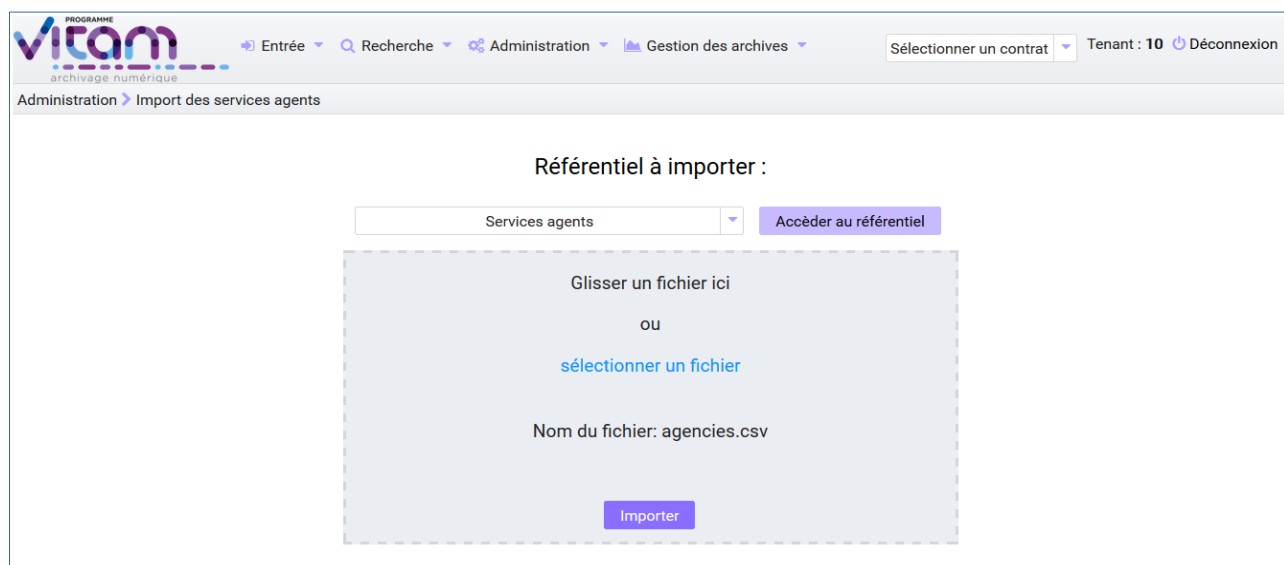 PROGRAMME
vitam
archivage numérique
Entrée Recherche Administration Gestion des archives Sélectionner un contrat Tenant : 10 Déconnexion
Administration Import des services agents
Référentiel à importer :
Services agents Accèder au référentiel
Glisser un fichier ici
ou
sélectionner un fichier
Nom du fichier: agencies.csv
Importer